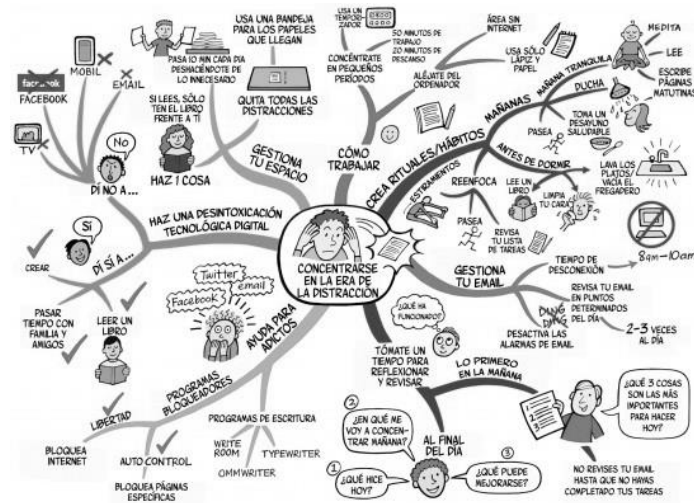 CONCENTRARSE
EN LA ERA DE
LA DISTRACCIÓN
GESTIONA
TU ESPACIO
USA UNA BANDEJA
PARA LOS PAPELES
QUE LLEGAN
PASA 10 MIN CADA DÍA
DESHACIÉNDOTE DE
LO INNECESARIO
QUITA TODAS LAS
DISTRACCIONES
SI LEES, SÓLO
TEN EL LIBRO
FRENTE A TÍ
HAZ 1 COSA
CÓMO
TRABAJAR
CONCÉNTRATE
EN PEQUEÑOS
PERÍODOS
USA UN
TEMPORI-
ZADOR
50 MINUTOS DE
TRABAJO
20 MINUTOS DE
DESCANSO
ALÉJATE DEL
ORDENADOR
ÁREA SIN
INTERNET
USA SÓLO
LÁPIZ Y
PAPEL
CREA RITUALES/HÁBITOS
MAÑANAS
MAÑANA TRANQUILA
MEDITA
LEE
ESCRIBE
PÁGINAS
MATUTINAS
DUCHA
TOMA UN
DESAYUNO
SALUDABLE
PASEA
ANTES DE DORMIR
LEE UN
LIBRO
LIMPIA
TU CARA
LAVA LOS
PLATOS/
VACÍA EL
FREGADERO
REENFOCA
ESTIRAMIENTOS
PASEA
REVISA
TU LISTA
DE TAREAS
GESTIONA
TU EMAIL
TIEMPO DE
DESCONEXIÓN
8am-10am
REVISA TU EMAIL
EN PUNTOS
DETERMINADOS
DEL DÍA
2-3 VECES
AL DÍA
DING
DING
DESACTIVA LAS
ALARMAS DE EMAIL
TÓMATE UN
TIEMPO PARA
REFLEXIONAR
Y REVISAR
¿QUÉ HA
FUNCIONADO?
LO PRIMERO
EN LA MAÑANA
¿QUÉ 3 COSAS
SON LAS MÁS
IMPORTANTES
PARA HACER
HOY?
NO REVISES TU EMAIL
HASTA QUE NO HAYAS
COMPLETADO TUS TAREAS
AL FINAL
DEL DÍA
1
¿QUÉ HICE
HOY?
2
¿EN QUÉ ME
VOY A CONCEN-
TRAR MAÑANA?
3
¿QUÉ PUEDE
MEJORARSE?
AYUDA PARA
ADICTOS
Twitter
email
Facebook
PROGRAMAS DE ESCRITURA
WRITE
ROOM
OMMWRITER
TYPEWRITER
PROGRAMAS
BLOQUEADORES
LIBERTAD
BLOQUEA
INTERNET
AUTO CONTROL
BLOQUEA PÁGINAS
ESPECÍFICAS
HAZ UNA DESINTOXICACIÓN
TECNOLÓGICA DIGITAL
DÍ NO A...
No
TV
facebook
FACEBOOK
MOBIL
EMAIL
DÍ SÍ A...
Sí
CREAR
PASAR
TIEMPO CON
FAMILIA Y
AMIGOS
LEER UN
LIBRO